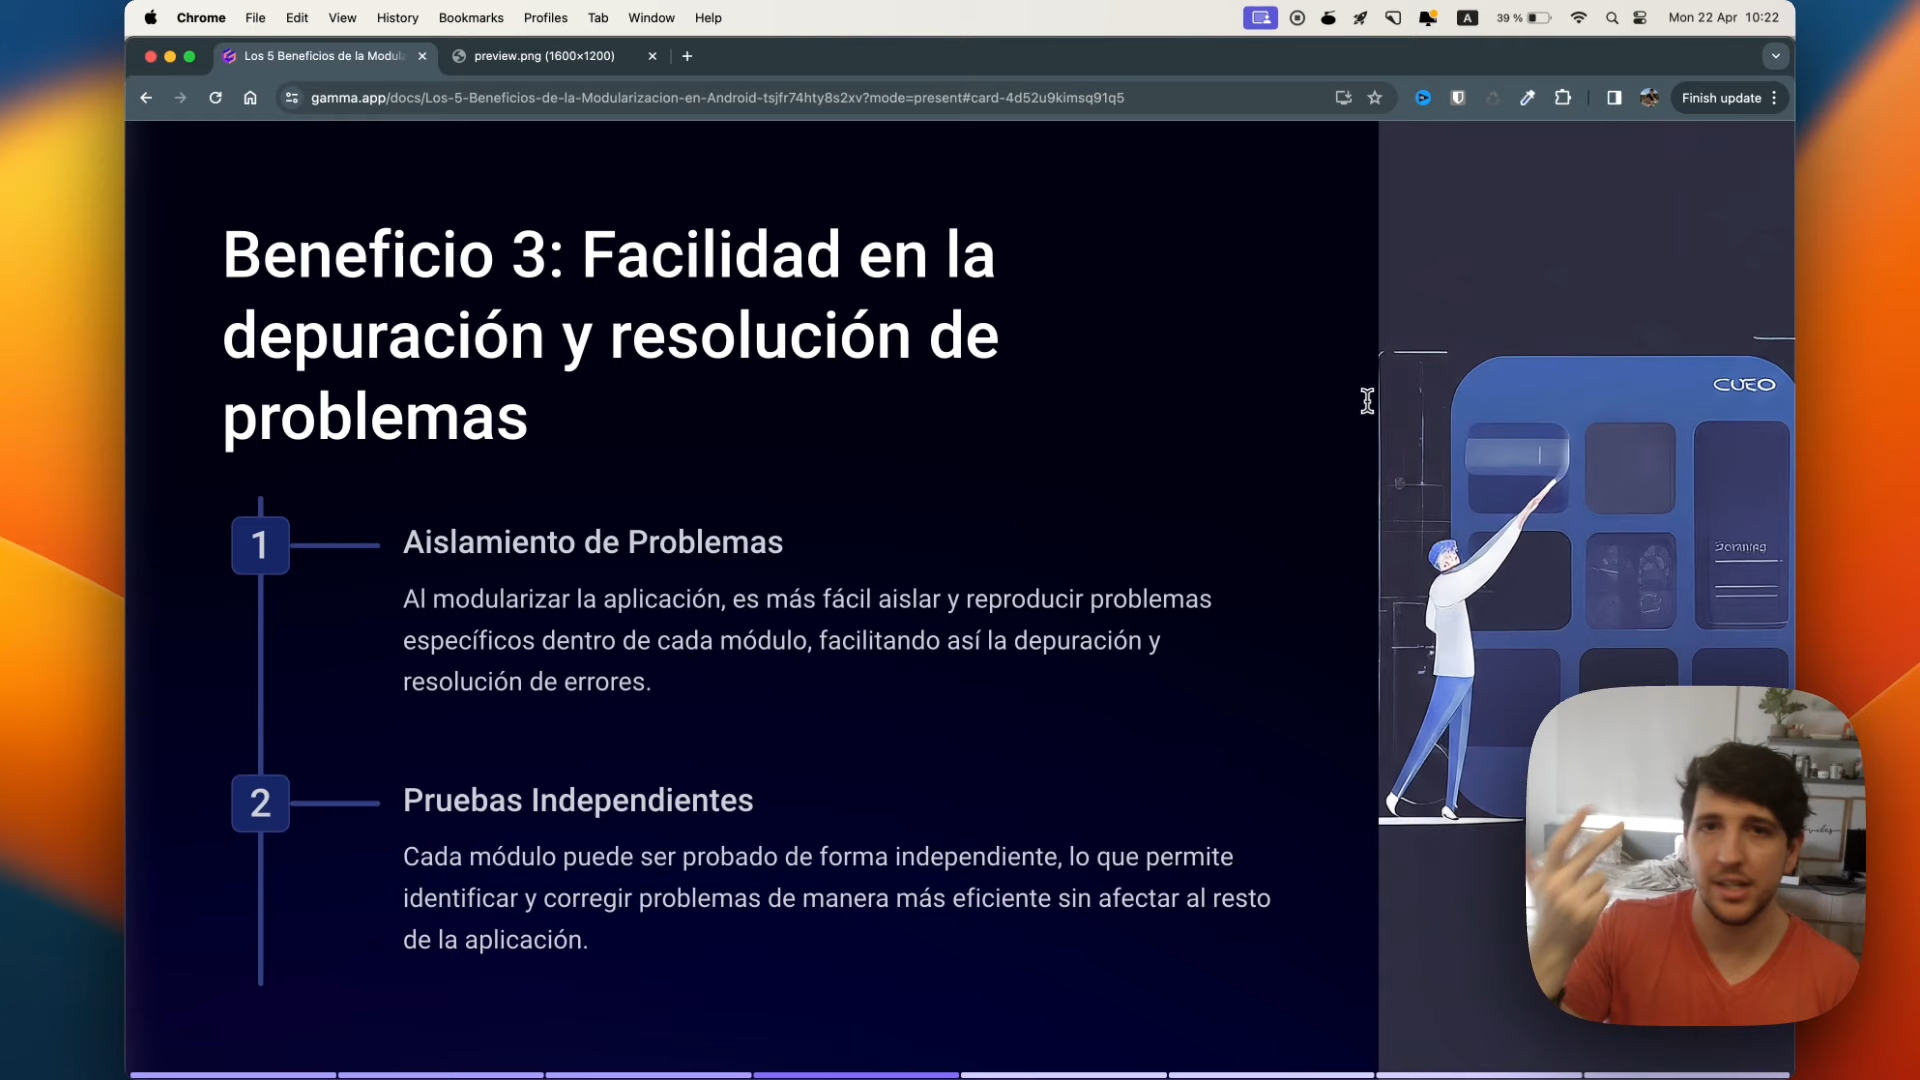 Chrome File Edit View History Bookmarks Profiles Tab Window Help
A 39 % Mon 22 Apr 10:22
Los 5 Beneficios de la Modul
preview.png (1600×1200)
gamma.app/docs/Los-5-Beneficios-de-la-Modularizacion-en-Android-tsjfr74hty8s2xv?mode=present#card-4d52u9kimsq91q5
Finish update
Beneficio 3: Facilidad en la
depuración y resolución de
problemas
CUEO
1
Aislamiento de Problemas
Al modularizar la aplicación, es más fácil aislar y reproducir problemas
específicos dentro de cada módulo, facilitando así la depuración y
resolución de errores.
2
Pruebas Independientes
Cada módulo puede ser probado de forma independiente, lo que permite
identificar y corregir problemas de manera más eficiente sin afectar al resto
de la aplicación.